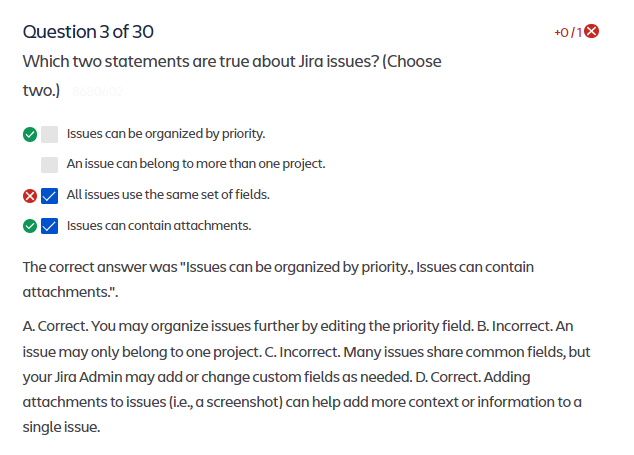 Question 3 of 30
+0 / 1
Which two statements are true about Jira issues? (Choose
two.) 8680602
Issues can be organized by priority.
An issue can belong to more than one project.
All issues use the same set of fields.
Issues can contain attachments.
The correct answer was "Issues can be organized by priority., Issues can contain
attachments.".
A. Correct. You may organize issues further by editing the priority field. B. Incorrect. An
issue may only belong to one project. C. Incorrect. Many issues share common fields, but
your Jira Admin may add or change custom fields as needed. D. Correct. Adding
attachments to issues (i.e., a screenshot) can help add more context or information to a
single issue.